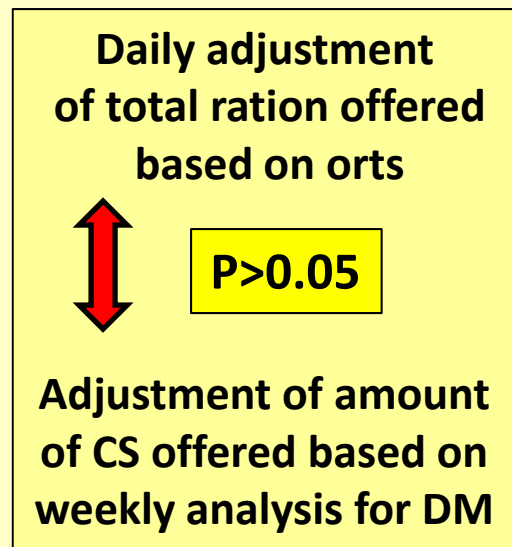 Daily adjustment
of total ration offered
based on orts
P>0.05
Adjustment of amount
of CS offered based on
weekly analysis for DM